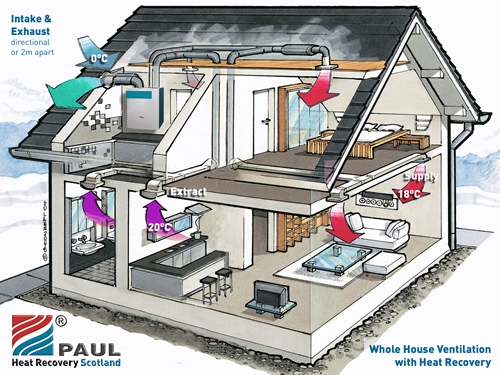 Intake &
Exhaust
directional
or 2m apart
0°C
Extract
20°C
Supply
18°C
®
PAUL
Heat Recovery Scotland
Whole House Ventilation
with Heat Recovery